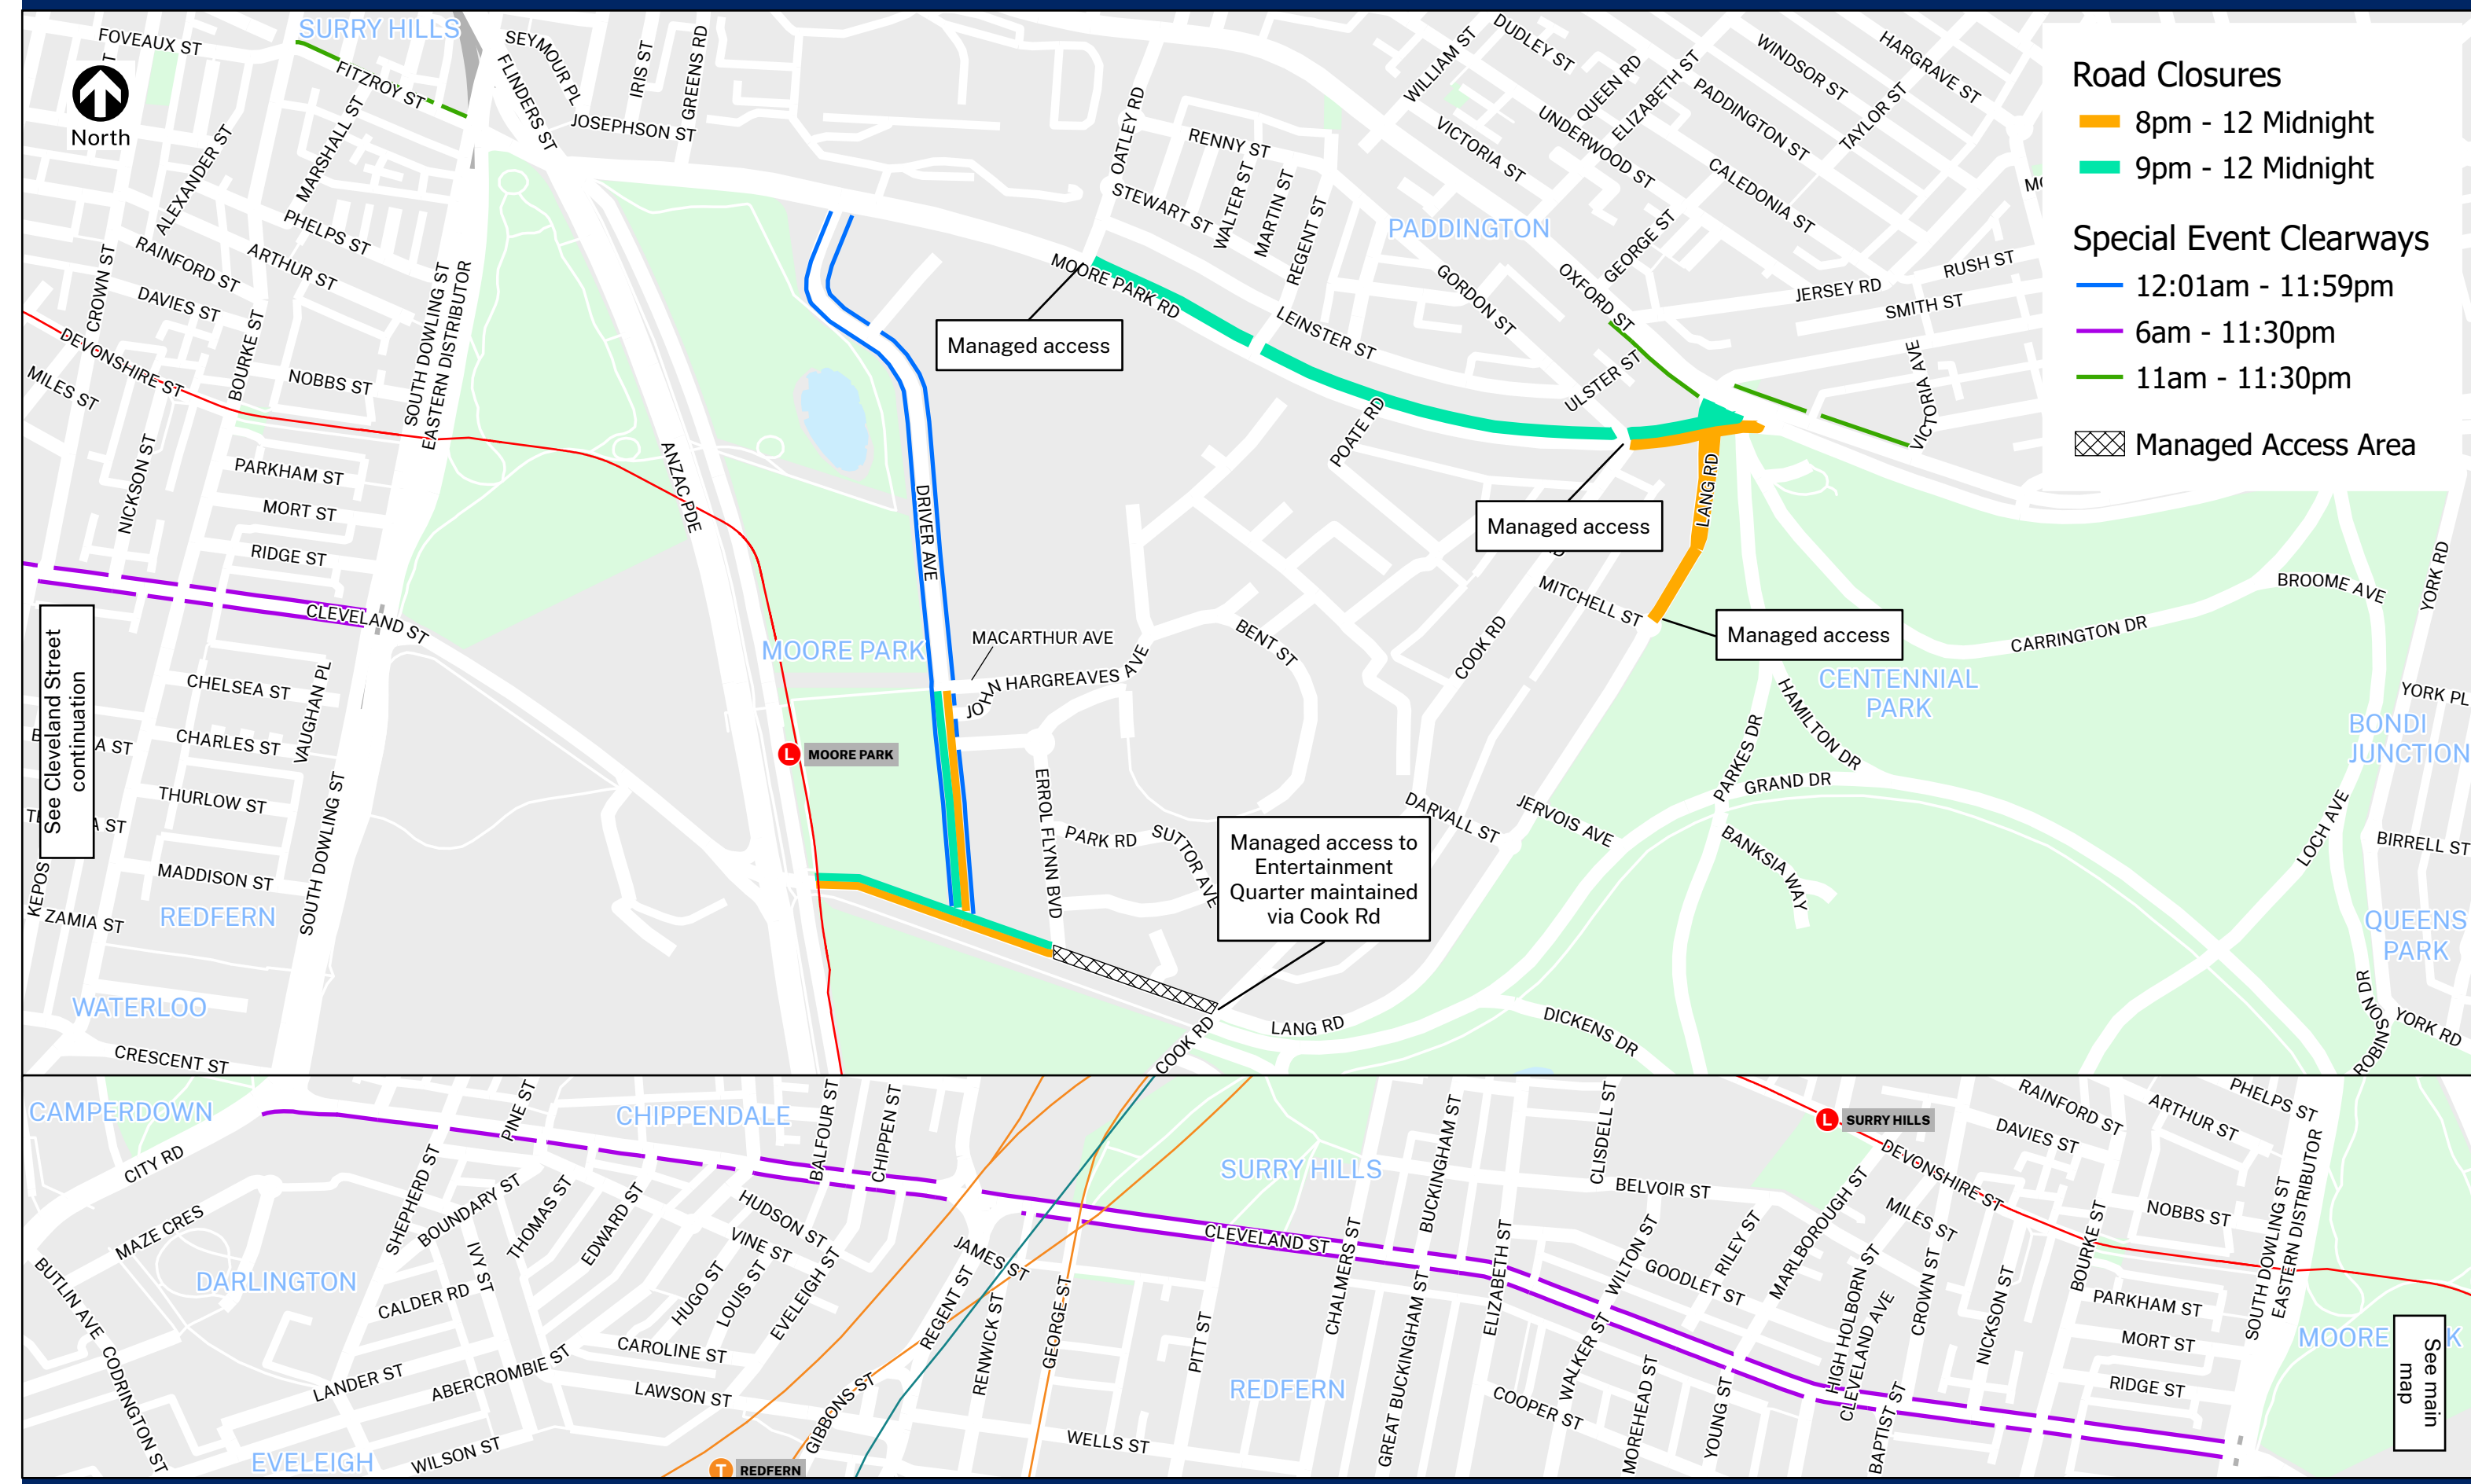 SURRY HILLS
FOVEAUX ST
FITZROY ST
SEYMOUR PL
FLINDERS ST
IRIS ST
GREENS RD
JOSEPHSON ST
North
ALEXANDER ST
MARSHALL ST
PHELPS ST
RAINFORD ST
ARTHUR ST
CROWN ST
DAVIES ST
DEVONSHIRE ST
MILES ST
BOURKE ST
NOBBS ST
SOUTH DOWLING ST
EASTERN DISTRIBUTOR
NICKSON ST
PARKHAM ST
MORT ST
RIDGE ST
CLEVELAND ST
See Cleveland Street
continuation
CHELSEA ST
VAUGHAN PL
CHARLES ST
A ST
THURLOW ST
A ST
MADDISON ST
SOUTH DOWLING ST
KEPOS
ZAMIA ST
REDFERN
WATERLOO
CRESCENT ST
ANZAC PDE
MOORE PARK
L MOORE PARK
DRIVER AVE
MACARTHUR AVE
JOHN HARGREAVES AVE
ERROL FLYNN BVD
PARK RD
SUTTOR AVE
BENT ST
OATLEY RD
RENNY ST
STEWART ST
WALTER ST
MARTIN ST
REGENT ST
MOORE PARK RD
Managed access
LEINSTER ST
POATE RD
PADDINGTON
WILLIAM ST
DUDLEY ST
QUEEN RD
ELIZABETH ST
VICTORIA ST
UNDERWOOD ST
WINDSOR ST
PADDINGTON ST
HARGRAVE ST
TAYLOR ST
CALEDONIA ST
GEORGE ST
GORDON ST
OXFORD ST
ULSTER ST
JERSEY RD
RUSH ST
SMITH ST
VICTORIA AVE
Managed access
LANG RD
MITCHELL ST
Managed access
COOK RD
DARVALL ST
JERVOIS AVE
Managed access to
Entertainment
Quarter maintained
via Cook Rd
COOK RD
LANG RD
DICKENS DR
PARKES DR
HAMILTON DR
GRAND DR
BANKSIA WAY
CENTENNIAL
PARK
CARRINGTON DR
BROOME AVE
YORK RD
YORK PL
BONDI
JUNCTION
LOCH AVE
BIRRELL ST
QUEENS
PARK
ROBINSON DR
YORK RD
Road Closures
8pm - 12 Midnight
9pm - 12 Midnight
Special Event Clearways
12:01am - 11:59pm
6am - 11:30pm
11am - 11:30pm
Managed Access Area
CAMPERDOWN
CITY RD
MAZE CRES
BUTLIN AVE
CODRINGTON ST
DARLINGTON
SHEPHERD ST
PINE ST
BOUNDARY ST
IVY ST
THOMAS ST
EDWARD ST
CALDER RD
LANDER ST
ABERCROMBIE ST
EVELEIGH
WILSON ST
CHIPPENDALE
BALFOUR ST
CHIPPEN ST
HUDSON ST
VINE ST
HUGO ST
LOUIS ST
EVELEIGH ST
CAROLINE ST
LAWSON ST
GIBBONS ST
T REDFERN
JAMES ST
REGENT ST
RENWICK ST
GEORGE ST
WELLS ST
SURRY HILLS
CLEVELAND ST
PITT ST
REDFERN
CHALMERS ST
BUCKINGHAM ST
GREAT BUCKINGHAM ST
ELIZABETH ST
CLISDELL ST
BELVOIR ST
WILTON ST
GOODLET ST
RILEY ST
MARLBOROUGH ST
WALKER ST
COOPER ST
MOREHEAD ST
YOUNG ST
HIGH HOLBORN ST
CLEVELAND AVE
BAPTIST ST
CROWN ST
NICKSON ST
L SURRY HILLS
DEVONSHIRE ST
MILES ST
RAINFORD ST
DAVIES ST
ARTHUR ST
PHELPS ST
BOURKE ST
NOBBS ST
SOUTH DOWLING ST
EASTERN DISTRIBUTOR
PARKHAM ST
MORT ST
RIDGE ST
MOORE
See main
map